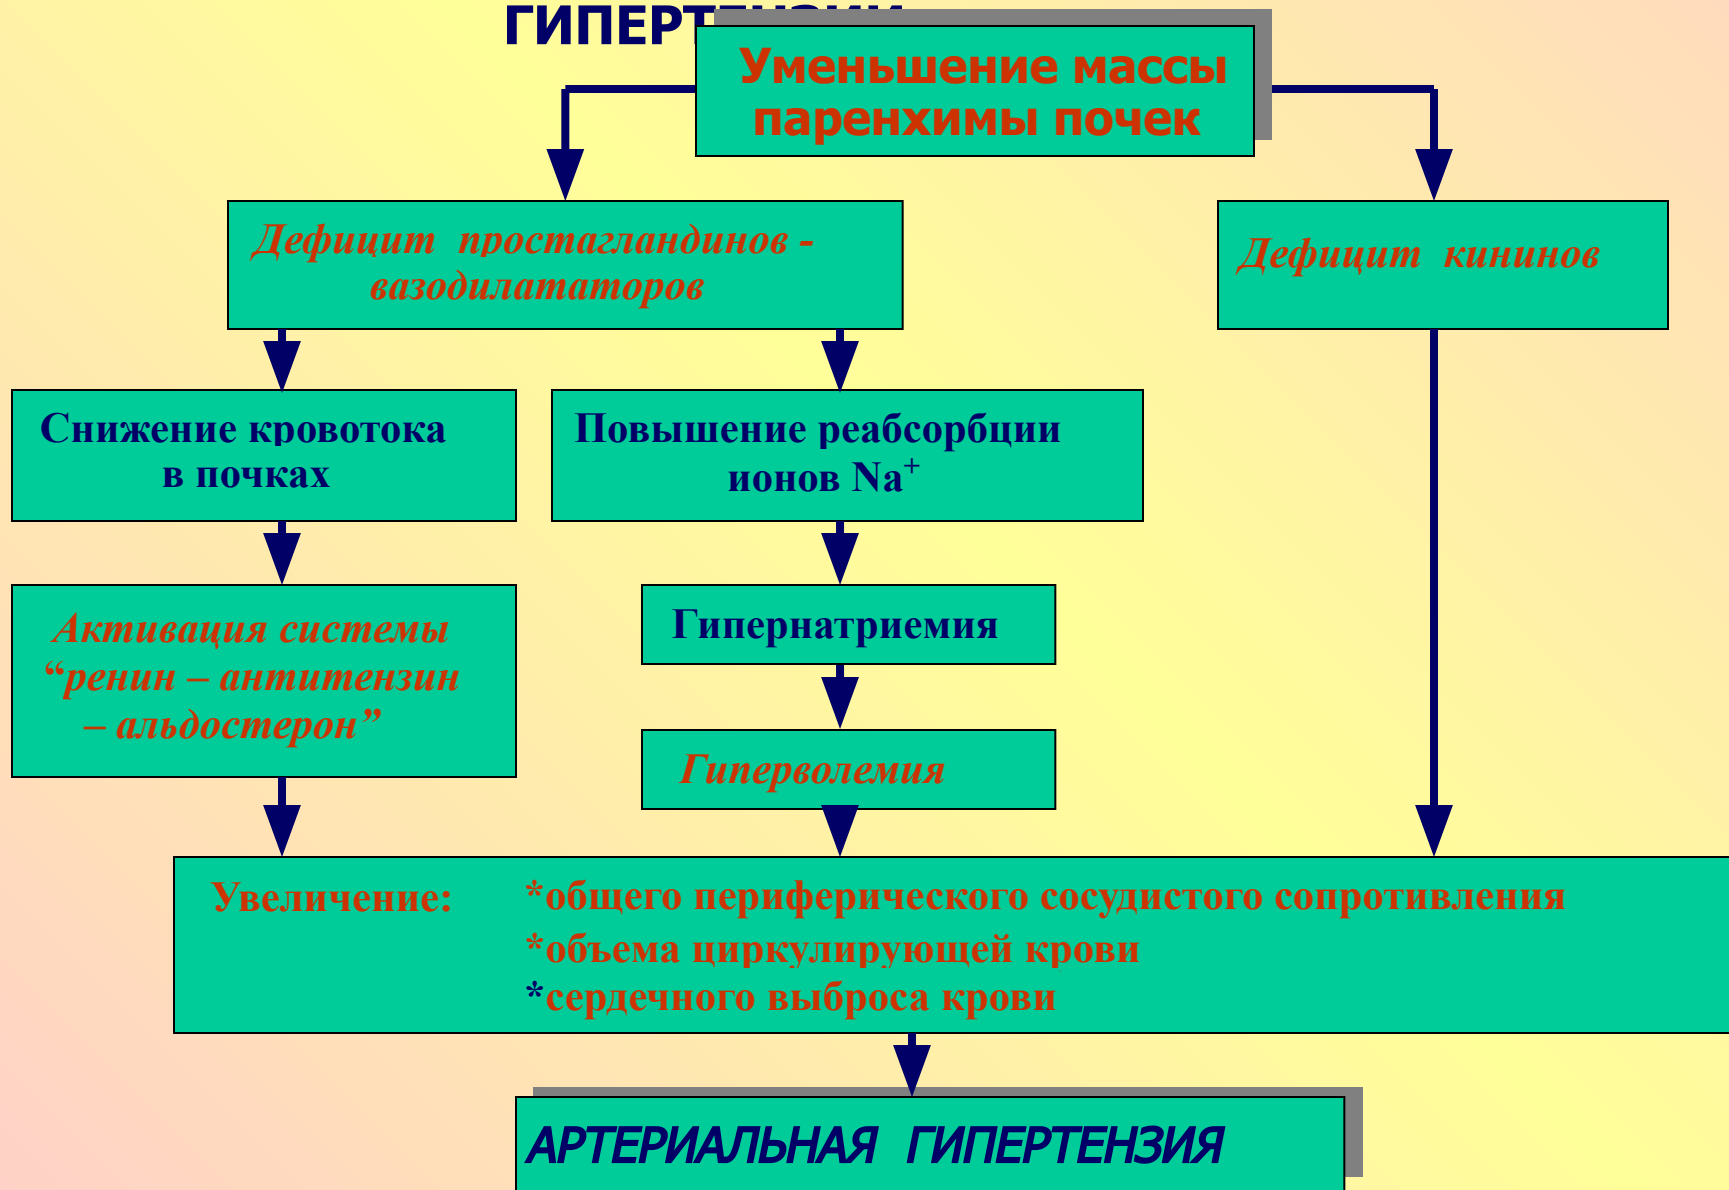 ГИПЕРТЕНЗИИ
Уменьшение массы
паренхимы почек
Дефицит простагландинов -
вазодилататоров
Дефицит кининов
Снижение кровотока
в почках
Повышение реабсорбции
ионов Na⁺
Активация системы
“ренин – антитензин
– альдостерон”
Гипернатриемия
Гиперволемия
Увеличение: *общего периферического сосудистого сопротивления
*объема циркулирующей крови
*сердечного выброса крови
АРТЕРИАЛЬНАЯ ГИПЕРТЕНЗИЯ